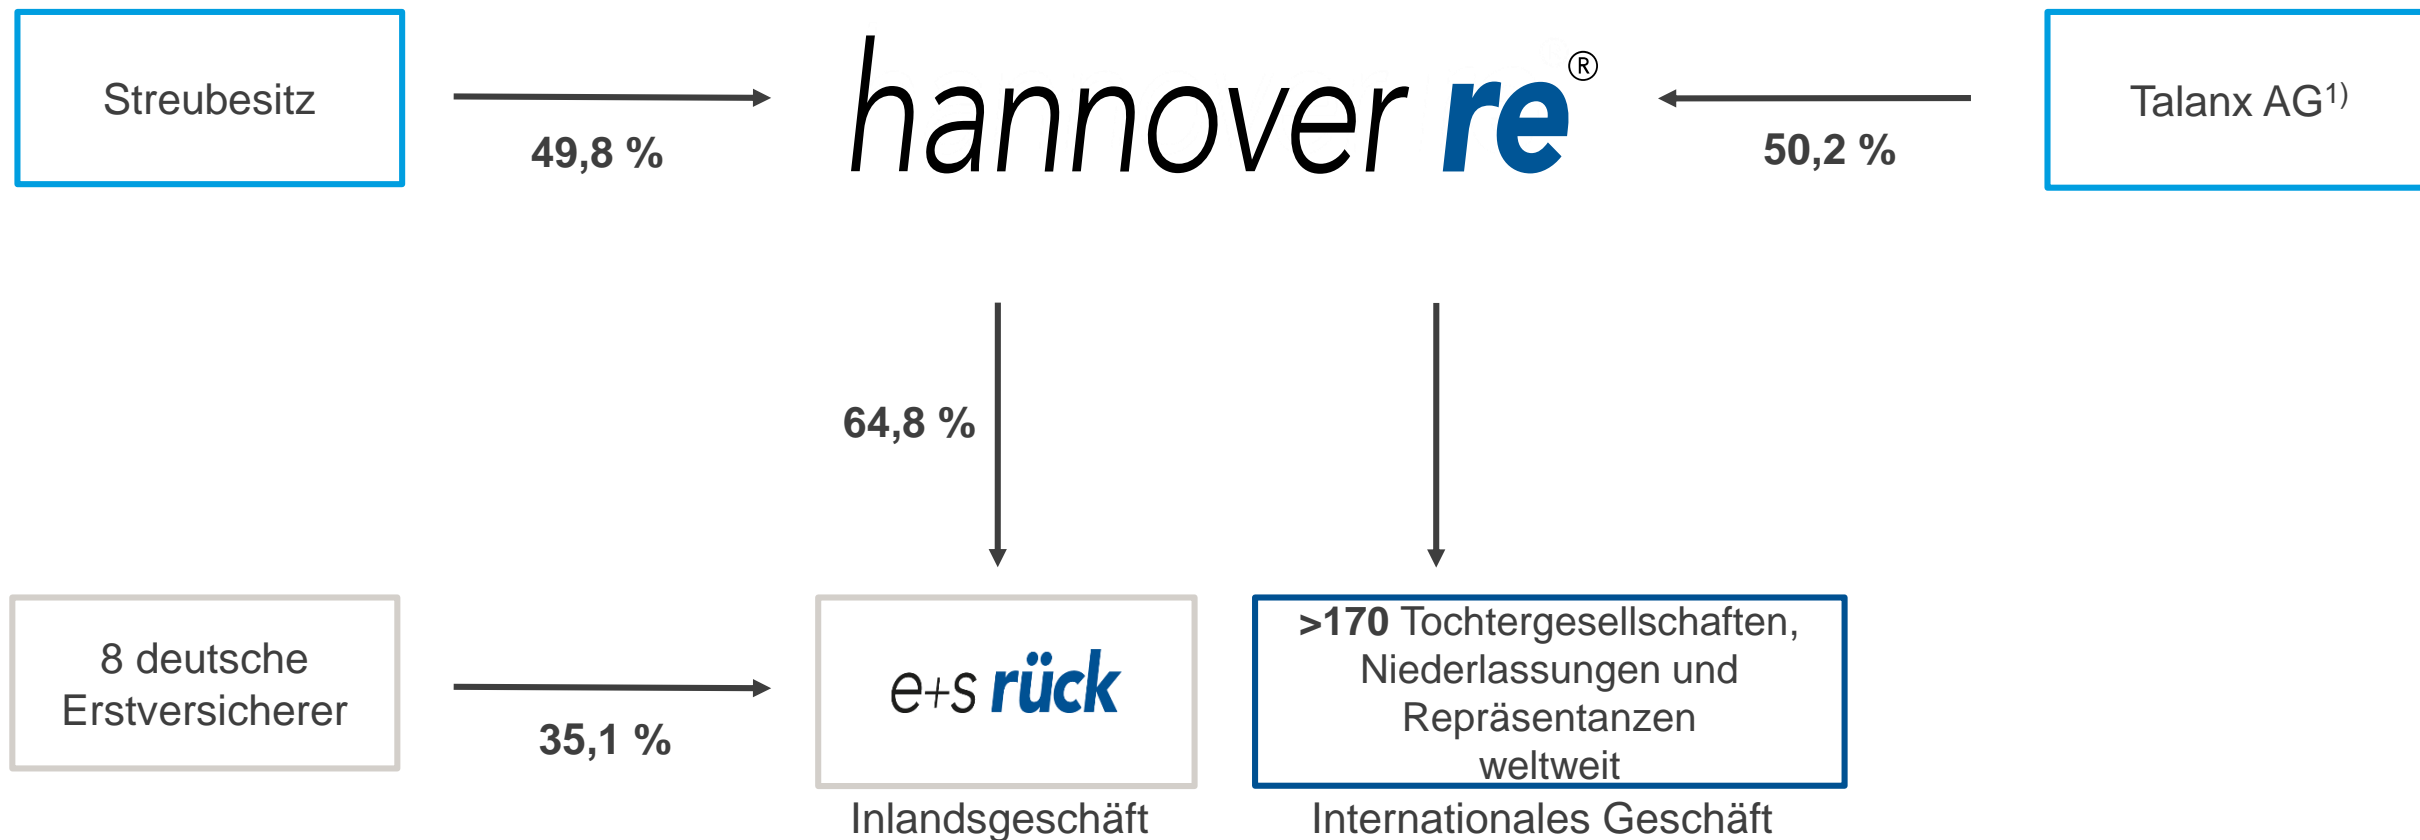 Streubesitz
49,8 %
hannover re®
50,2 %
Talanx AG¹⁾
64,8 %
8 deutsche
Erstversicherer
35,1 %
e+s rück
Inlandsgeschäft
>170 Tochtergesellschaften,
Niederlassungen und
Repräsentanzen
weltweit
Internationales Geschäft